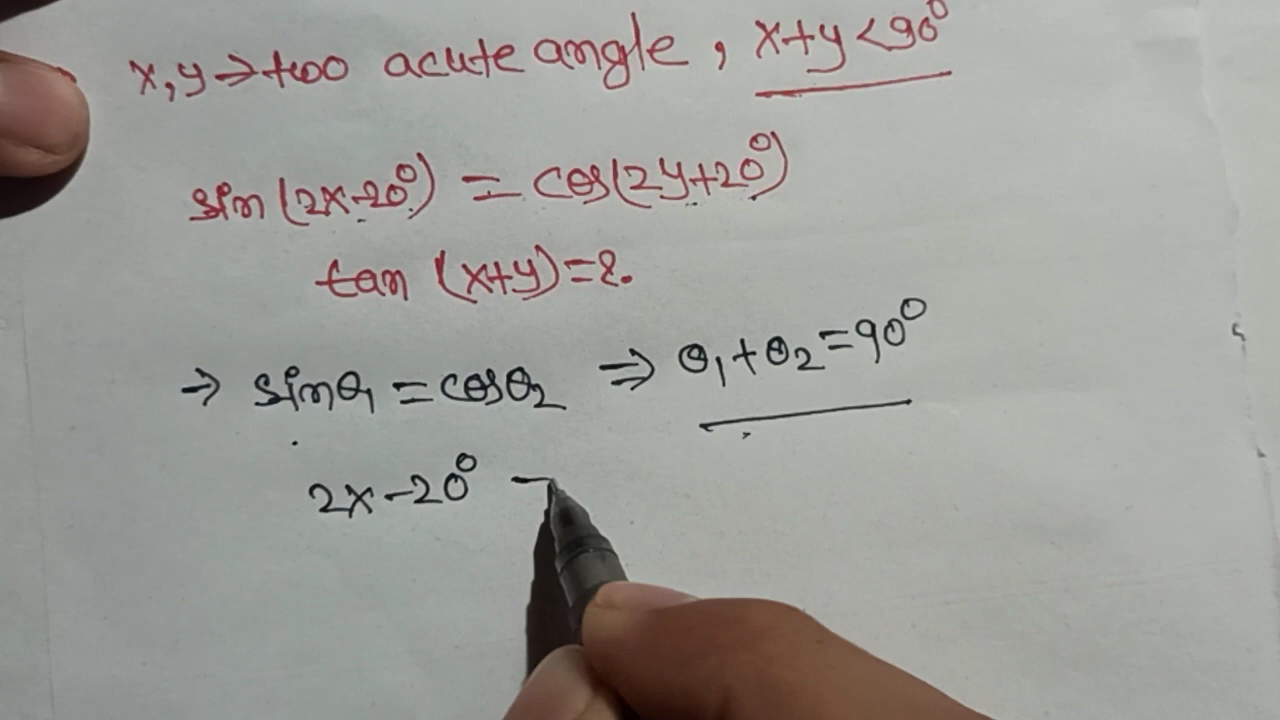 x,y⇒two acute angle, x+y<90°
sin(2x-20°) = cos(2y+20°)
tan (x+y)=?.
→ sinθ₁ = cosθ₂ ⇒ θ₁+θ₂=90°
2x-20° -